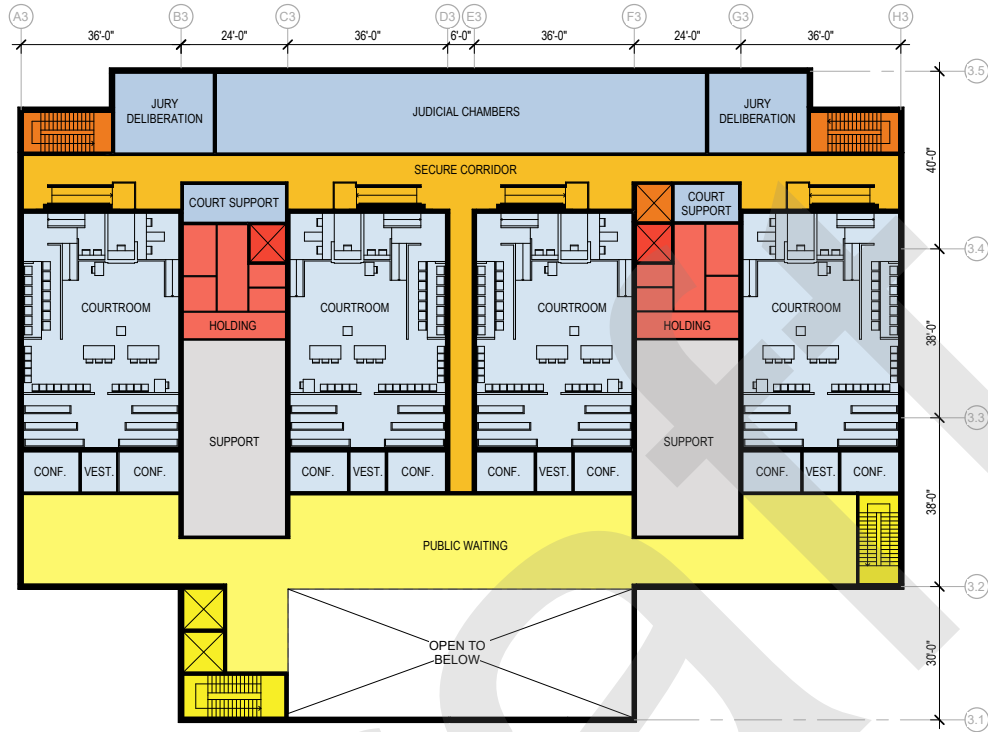 A3 B3 C3 D3 E3 F3 G3 H3
36'-0" 24'-0" 36'-0" 6'-0" 36'-0" 24'-0" 36'-0"
3.5
JURY
DELIBERATION
JUDICIAL CHAMBERS
JURY
DELIBERATION
40'-0"
SECURE CORRIDOR
COURT SUPPORT
COURT
SUPPORT
3.4
COURTROOM
COURTROOM
COURTROOM
COURTROOM
HOLDING
HOLDING
38'-0"
3.3
SUPPORT
SUPPORT
CONF. VEST. CONF.
CONF. VEST. CONF.
CONF. VEST. CONF.
CONF. VEST. CONF.
38'-0"
PUBLIC WAITING
3.2
OPEN TO
BELOW
30'-0"
3.1